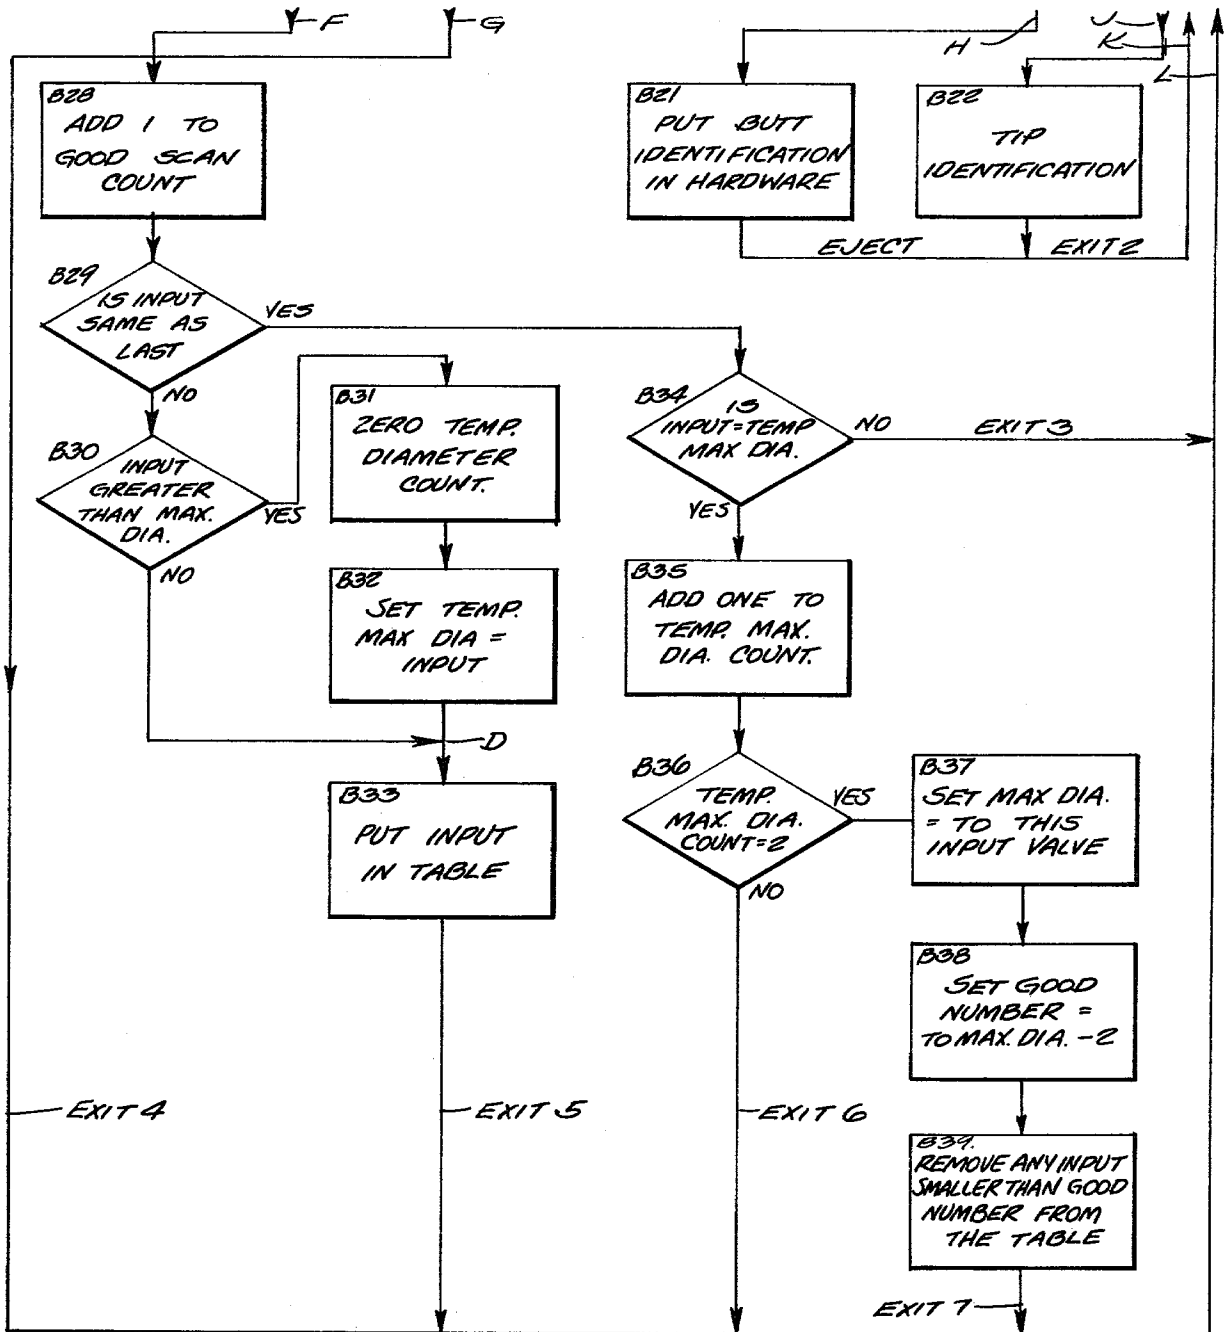 F
G
H
J
K
L
B28
ADD 1 TO
GOOD SCAN
COUNT
B21
PUT BUTT
IDENTIFICATION
IN HARDWARE
B22
TIP
IDENTIFICATION
EJECT
EXIT 2
B29
IS INPUT
SAME AS
LAST
YES
NO
B30
INPUT
GREATER
THAN MAX.
DIA.
YES
NO
B31
ZERO TEMP.
DIAMETER
COUNT.
B32
SET TEMP.
MAX DIA =
INPUT
D
B33
PUT INPUT
IN TABLE
B34
IS
INPUT=TEMP
MAX DIA.
NO
EXIT 3
YES
B35
ADD ONE TO
TEMP. MAX.
DIA. COUNT.
B36
TEMP.
MAX. DIA.
COUNT=2
YES
NO
B37
SET MAX DIA.
= TO THIS
INPUT VALVE
B38
SET GOOD
NUMBER =
TO MAX. DIA. -2
B39.
REMOVE ANY INPUT
SMALLER THAN GOOD
NUMBER FROM
THE TABLE
EXIT 4
EXIT 5
EXIT 6
EXIT 7